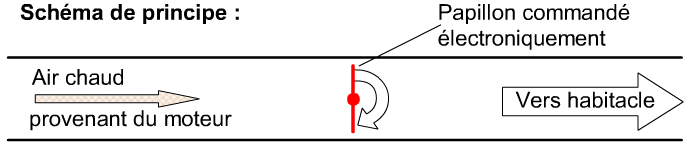 Schéma de principe :
Papillon commandé
électroniquement
Air chaud
provenant du moteur
Vers habitacle